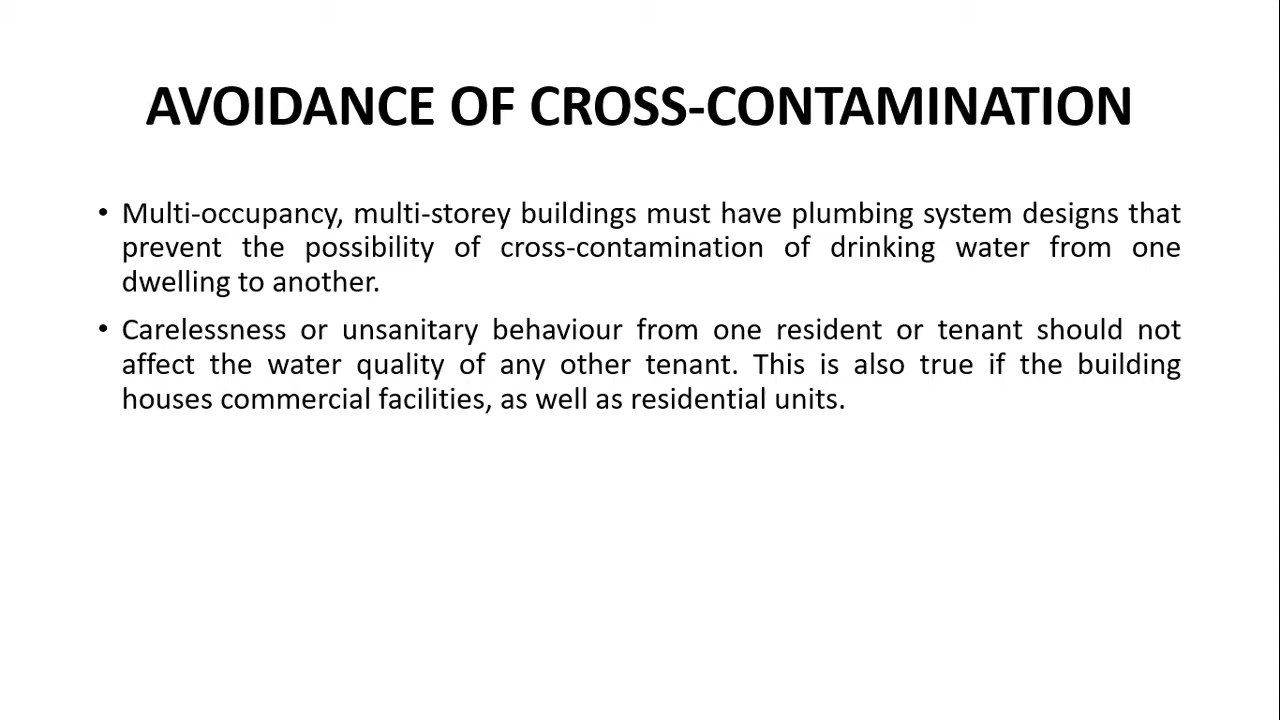 AVOIDANCE OF CROSS-CONTAMINATION
• Multi-occupancy, multi-storey buildings must have plumbing system designs that
prevent the possibility of cross-contamination of drinking water from one
dwelling to another.
• Carelessness or unsanitary behaviour from one resident or tenant should not
affect the water quality of any other tenant. This is also true if the building
houses commercial facilities, as well as residential units.